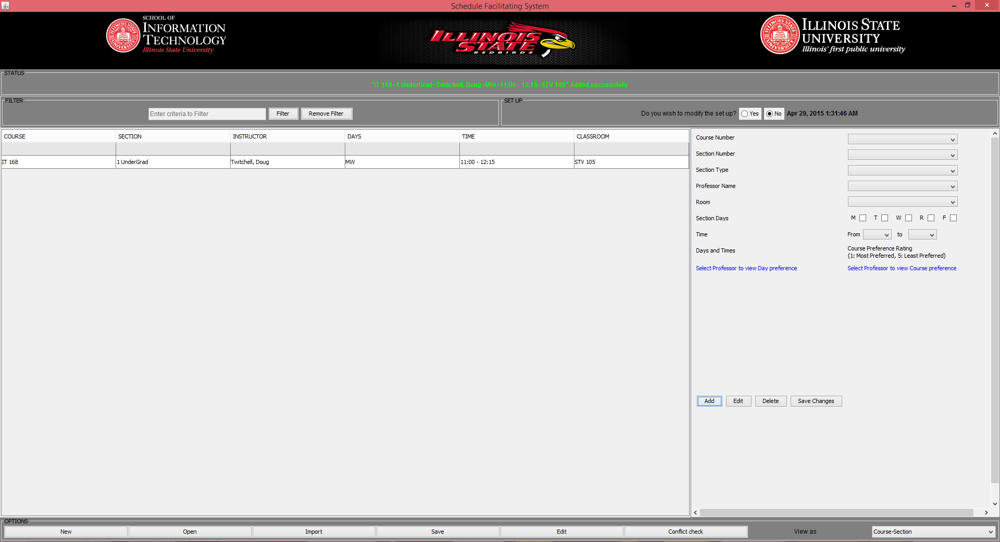 Schedule Facilitating System
SCHOOL OF
INFORMATION
TECHNOLOGY
Illinois State University
ILLINOIS
STATE
REDBIRDS
ILLINOIS STATE
UNIVERSITY
Illinois' first public university
STATUS
"IT 168~1 UnderGrad~Twitchell, Doug~MW~11:00 - 12:15~STV 105" Added successfully
FILTER
Enter criteria to Filter
Filter
Remove Filter
SET UP
Do you wish to modify the set up?
Yes
No
Apr 29, 2015 1:31:46 AM
COURSE SECTION INSTRUCTOR DAYS TIME CLASSROOM
IT 168 1 UnderGrad Twitchell, Doug MW 11:00 - 12:15 STV 105
Course Number
Section Number
Section Type
Professor Name
Room
Section Days M T W R F
Time From to
Days and Times
Course Preference Rating
(1: Most Preferred, 5: Least Preferred)
Select Professor to view Day preference
Select Professor to view Course preference
Add Edit Delete Save Changes
OPTIONS
New Open Import Save Edit Conflict check View as Course-Section